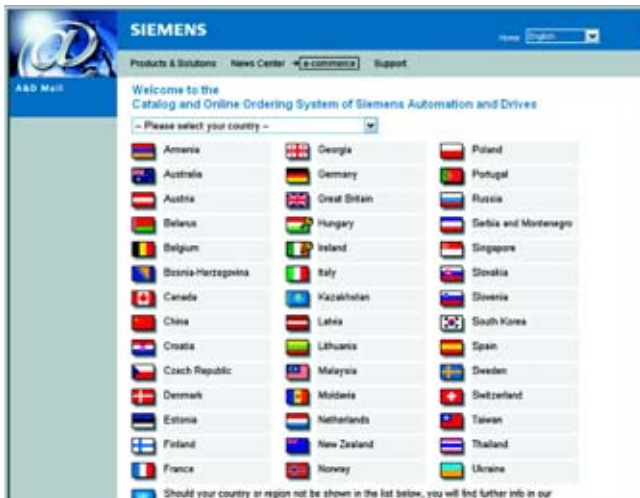 SIEMENS
Home English
Products & Solutions News Center e-commerce Support
A&D Mall
Welcome to the
Catalog and Online Ordering System of Siemens Automation and Drives
-- Please select your country --
Armenia Georgia Poland
Australia Germany Portugal
Austria Great Britain Russia
Belarus Hungary Serbia and Montenegro
Belgium Ireland Singapore
Bosnia-Herzegovina Italy Slovakia
Canada Kazakhstan Slovenia
China Latvia South Korea
Croatia Lithuania Spain
Czech Republic Malaysia Sweden
Denmark Moldavia Switzerland
Estonia Netherlands Taiwan
Finland New Zealand Thailand
France Norway Ukraine
Should your country or region not be shown in the list below, you will find further info in our